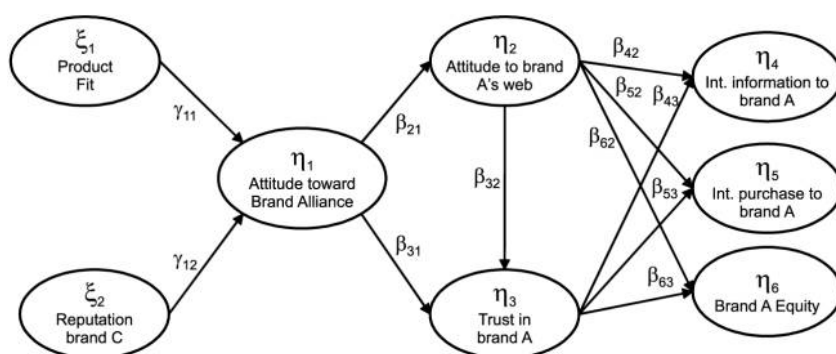 ξ1
Product
Fit
ξ2
Reputation
brand C
γ11
γ12
η1
Attitude toward
Brand Alliance
β21
β31
η2
Attitude to brand
A's web
β32
η3
Trust in
brand A
β42
β52
β43
β62
β53
β63
η4
Int. information to
brand A
η5
Int. purchase to
brand A
η6
Brand A Equity